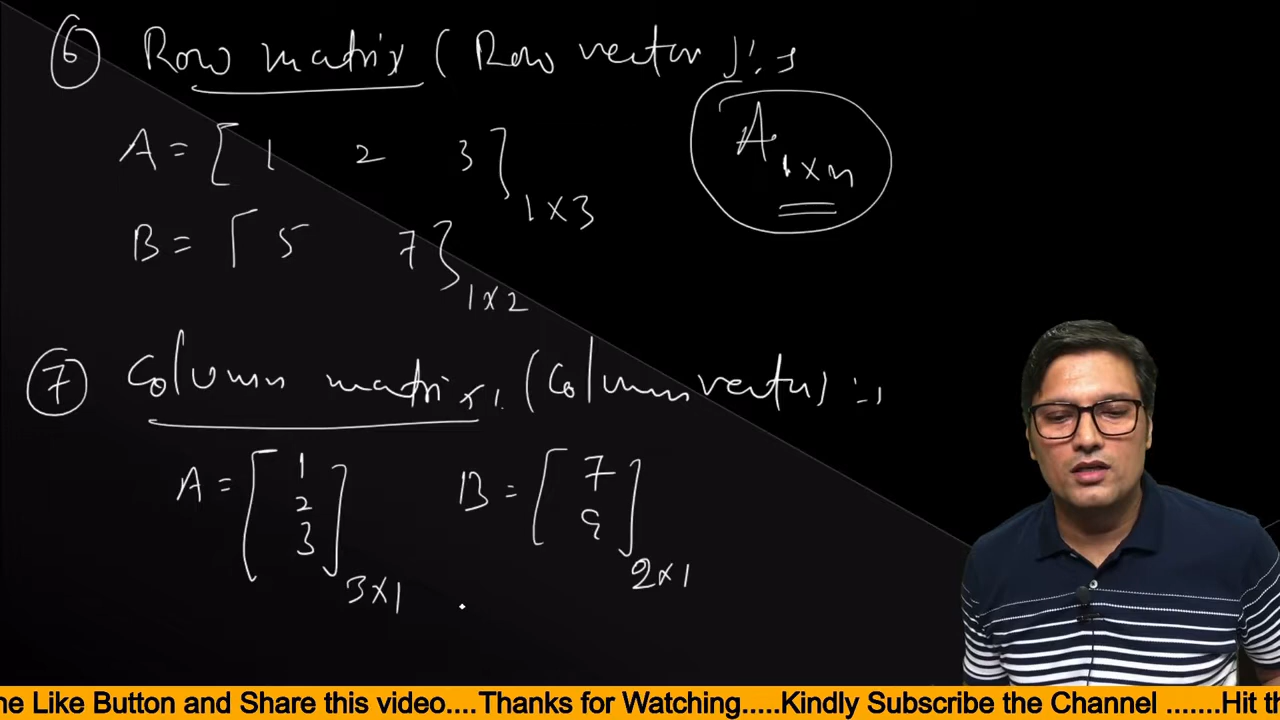 ⑥ Row matrix (Row vector) :-
A = [ 1 2 3 ] 1×3
A 1×n
B = [ 5 7 ] 1×2
⑦ Column matrix (Column vector) :-
A = [ 1 2 3 ] 3×1 B = [ 7 9 ] 2×1
ne Like Button and Share this video....Thanks for Watching.....Kindly Subscribe the Channel .......Hit th